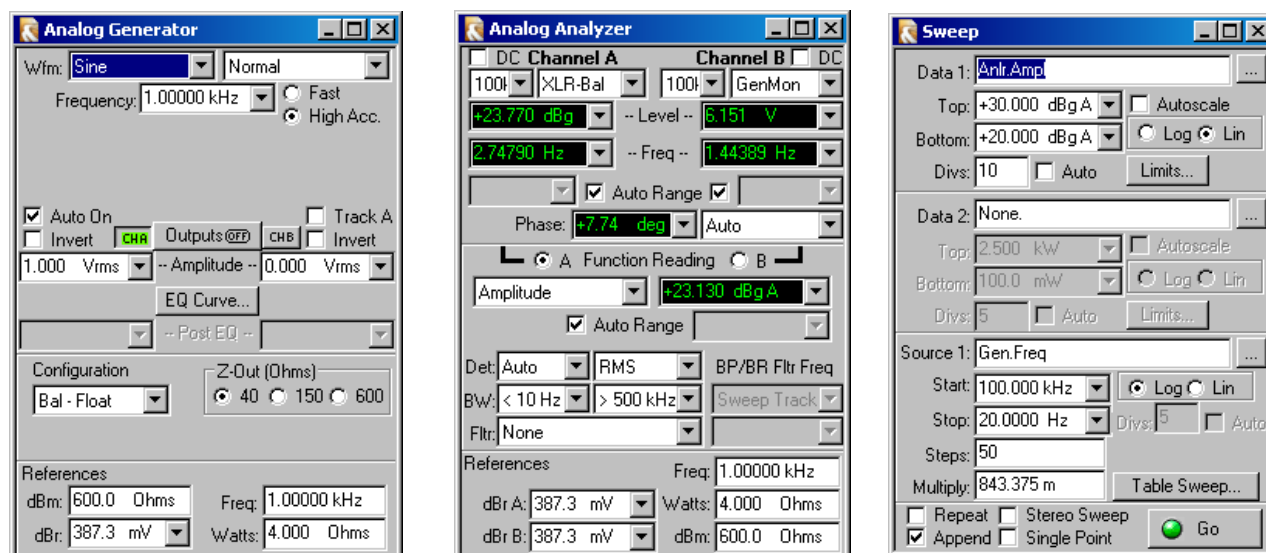 Analog Generator
Wfm: Sine Normal
Frequency: 1.00000 kHz Fast
High Acc.
Auto On Track A
Invert CHA Outputs OFF CHB Invert
1.000 Vrms -- Amplitude -- 0.000 Vrms
EQ Curve...
-- Post EQ --
Configuration Z-Out (Ohms)
Bal - Float 40 150 600
References
dBm: 600.0 Ohms Freq: 1.00000 kHz
dBr: 387.3 mV Watts: 4.000 Ohms
Analog Analyzer
DC Channel A Channel B DC
100k XLR-Bal 100k GenMon
+23.770 dBg -- Level -- 6.151 V
2.74790 Hz -- Freq -- 1.44389 Hz
Auto Range
Phase: +7.74 deg Auto
A Function Reading B
Amplitude +23.130 dBg A
Auto Range
Det: Auto RMS BP/BR Fltr Freq
BW: < 10 Hz > 500 kHz Sweep Track
Fltr: None
References Freq: 1.00000 kHz
dBr A: 387.3 mV Watts: 4.000 Ohms
dBr B: 387.3 mV dBm: 600.0 Ohms
Sweep
Data 1: Anlr.Ampl ...
Top: +30.000 dBg A Autoscale
Bottom: +20.000 dBg A Log Lin
Divs: 10 Auto Limits...
Data 2: None. ...
Top: 2.500 kW Autoscale
Bottom: 100.0 mW Log Lin
Divs: 5 Auto Limits...
Source 1: Gen.Freq ...
Start: 100.000 kHz Log Lin
Stop: 20.0000 Hz Divs: 5 Auto
Steps: 50
Multiply: 843.375 m Table Sweep...
Repeat Stereo Sweep
Append Single Point Go